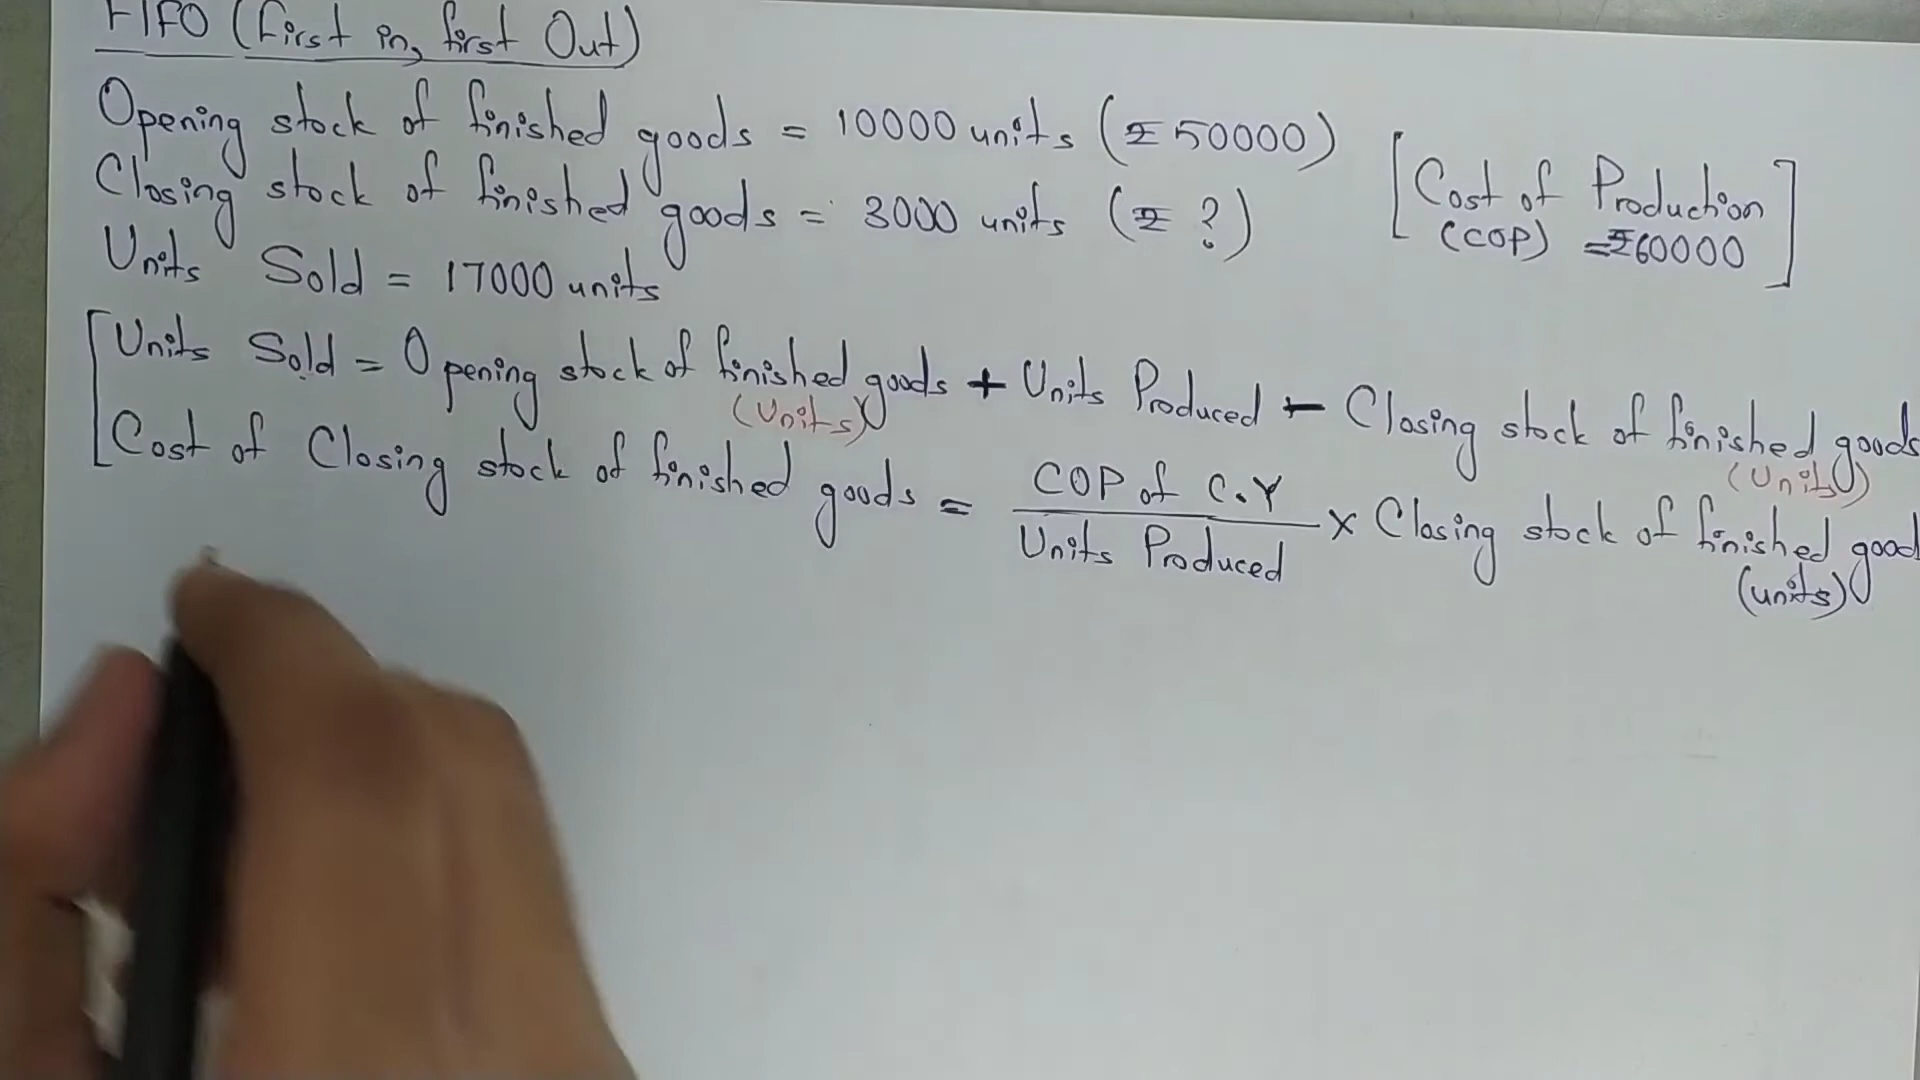 FIFO (First in, first Out)
Opening stock of finished goods = 10000 units (₹ 50000)
Closing stock of finished goods = 3000 units (₹ ?)
[Cost of Production
(COP) = ₹60000]
Units Sold = 17000 units
[Units Sold = Opening stock of finished goods + Units Produced - Closing stock of finished goods
(Units)
(Units)
Cost of Closing stock of finished goods = COP of C.Y / Units Produced x Closing stock of finished good
(units)